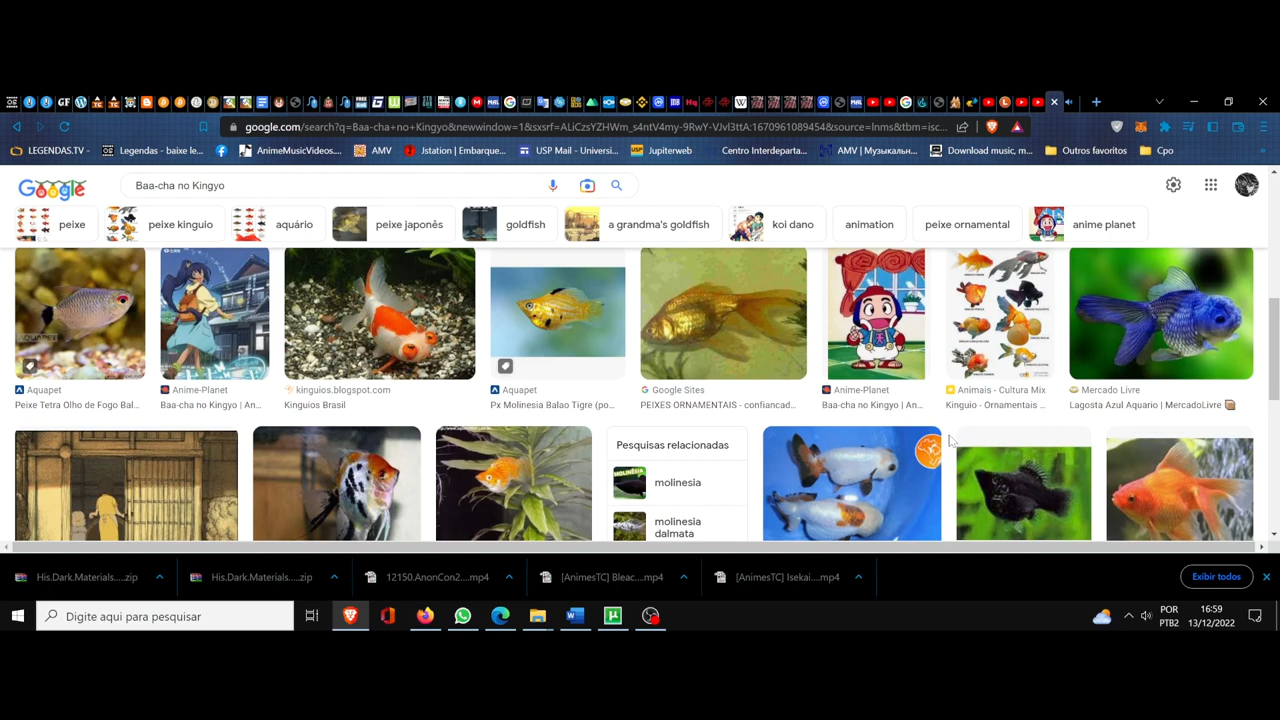 google.com/search?q=Baa-cha+no+Kingyo&newwindow=1&sxsrf=ALiCzsYZHWm_s4ntV4my-9RwY-VJvl3ttA:1670961089454&source=lnms&tbm=isc...
LEGENDAS.TV - Legendas - baixe le... AnimeMusicVideos.... AMV Jstation | Embarque... USP Mail - Universi... Jupiterweb Centro Interdeparta... AMV | Музыкальн... Download music, m... Outros favoritos Cpo
Google Baa-cha no Kingyo
peixe peixe kinguio aquário peixe japonês goldfish a grandma's goldfish koi dano animation peixe ornamental anime planet
Aquapet Anime-Planet kinguios.blogspot.com Aquapet Google Sites Anime-Planet Animais - Cultura Mix Mercado Livre
Peixe Tetra Olho de Fogo Bal... Baa-cha no Kingyo | An... Kinguios Brasil Px Molinesia Balao Tigre (po... PEIXES ORNAMENTAIS - confiancad... Baa-cha no Kingyo | An... Kinguio - Ornamentais ... Lagosta Azul Aquario | MercadoLivre
Pesquisas relacionadas
molinesia
molinesia
dalmata
His.Dark.Materials.....zip His.Dark.Materials.....zip 12150.AnonCon2....mp4 [AnimesTC] Bleac....mp4 [AnimesTC] Isekai....mp4 Exibir todos
Digite aqui para pesquisar
POR 16:59
PTB2 13/12/2022